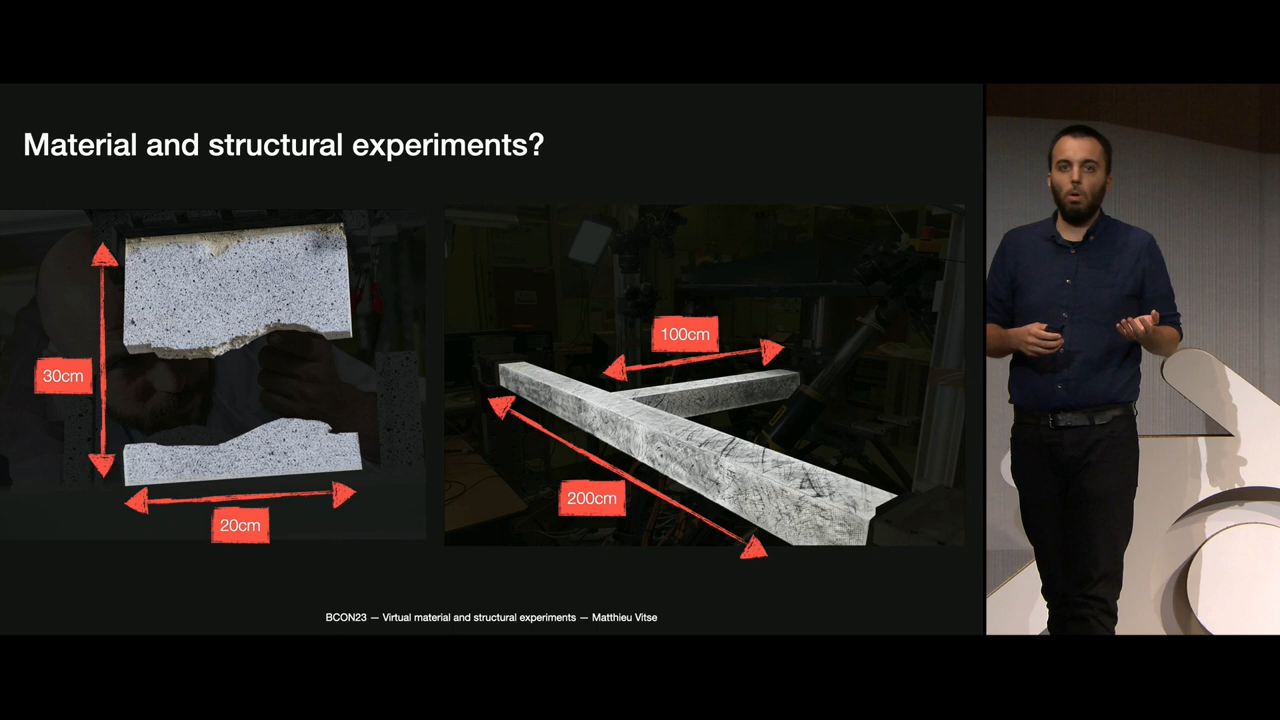 Material and structural experiments?
30cm
20cm
100cm
200cm
BCON23 — Virtual material and structural experiments — Matthieu Vitse